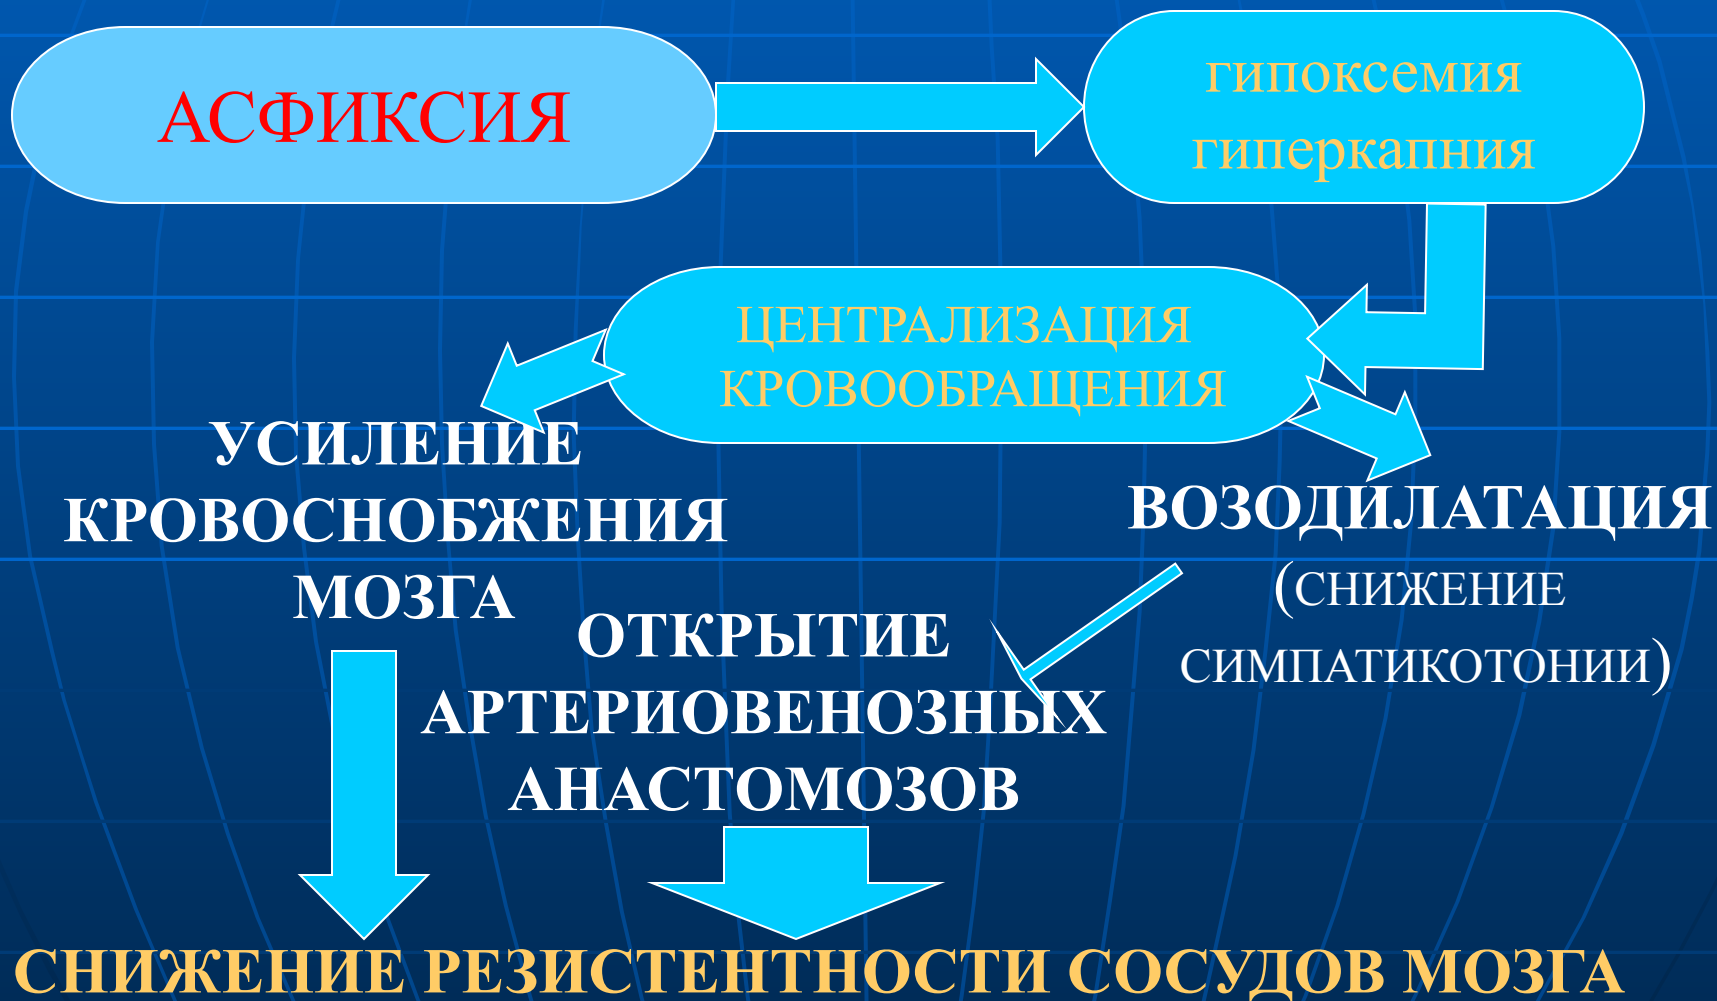 АСФИКСИЯ
гипоксемия
гиперкапния
ЦЕНТРАЛИЗАЦИЯ
КРОВООБРАЩЕНИЯ
УСИЛЕНИЕ
КРОВОСНОБЖЕНИЯ
МОЗГА
ВОЗОДИЛАТАЦИЯ
(СНИЖЕНИЕ
СИМПАТИКОТОНИИ)
ОТКРЫТИЕ
АРТЕРИОВЕНОЗНЫХ
АНАСТОМОЗОВ
СНИЖЕНИЕ РЕЗИСТЕНТНОСТИ СОСУДОВ МОЗГА